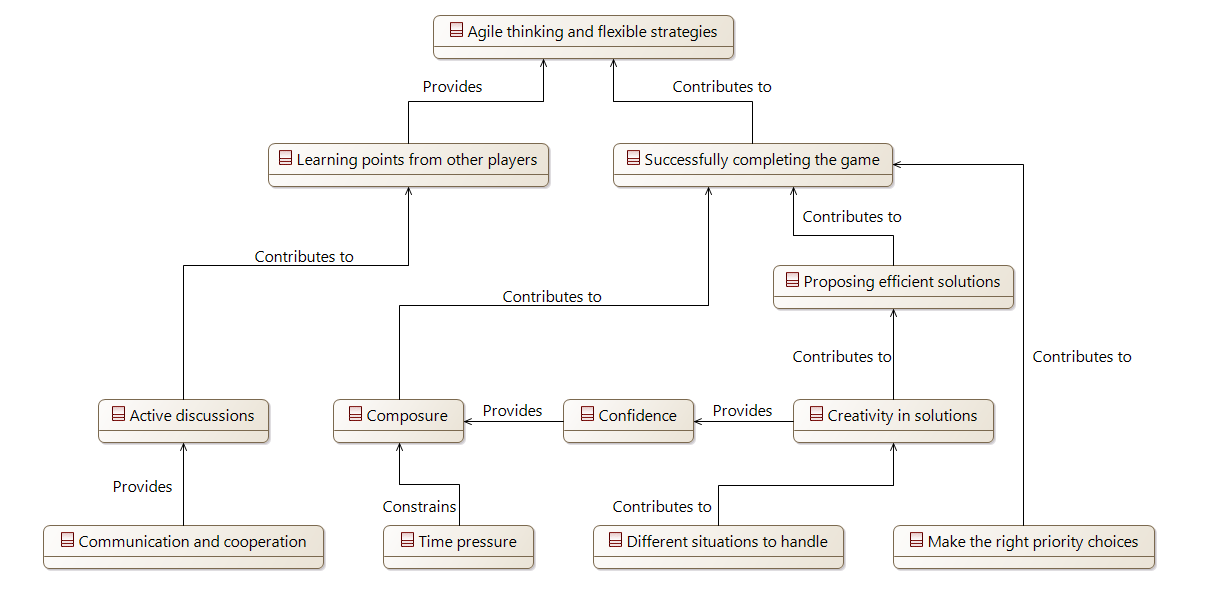 Agile thinking and flexible strategies
Provides
Contributes to
Learning points from other players
Successfully completing the game
Contributes to
Contributes to
Proposing efficient solutions
Contributes to
Contributes to
Contributes to
Active discussions
Composure
Provides
Confidence
Provides
Creativity in solutions
Provides
Constrains
Contributes to
Communication and cooperation
Time pressure
Different situations to handle
Make the right priority choices